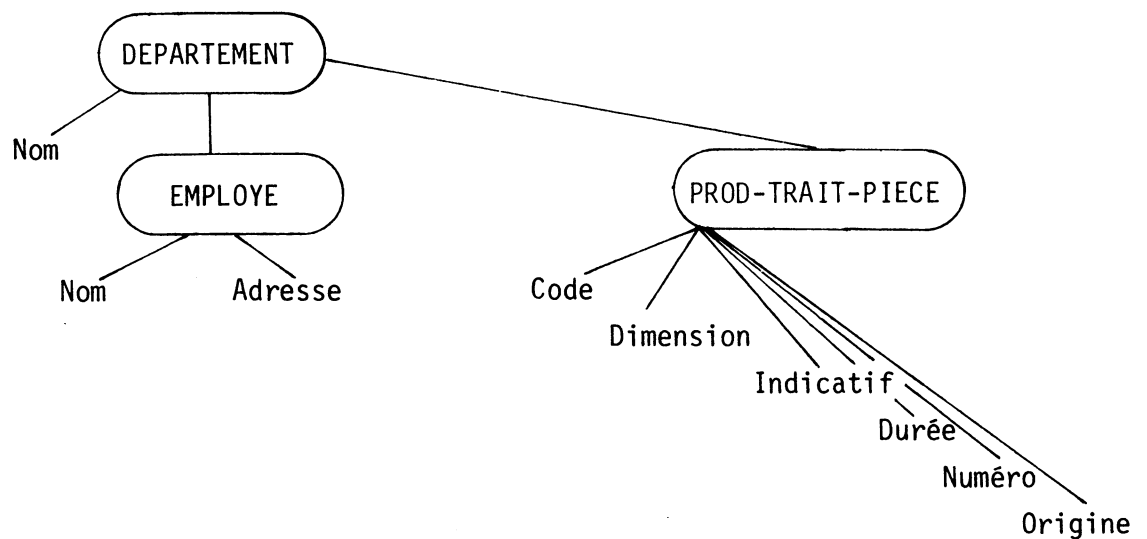 DEPARTEMENT
Nom
EMPLOYE
PROD-TRAIT-PIECE
Nom
Adresse
Code
Dimension
Indicatif
Durée
Numéro
Origine